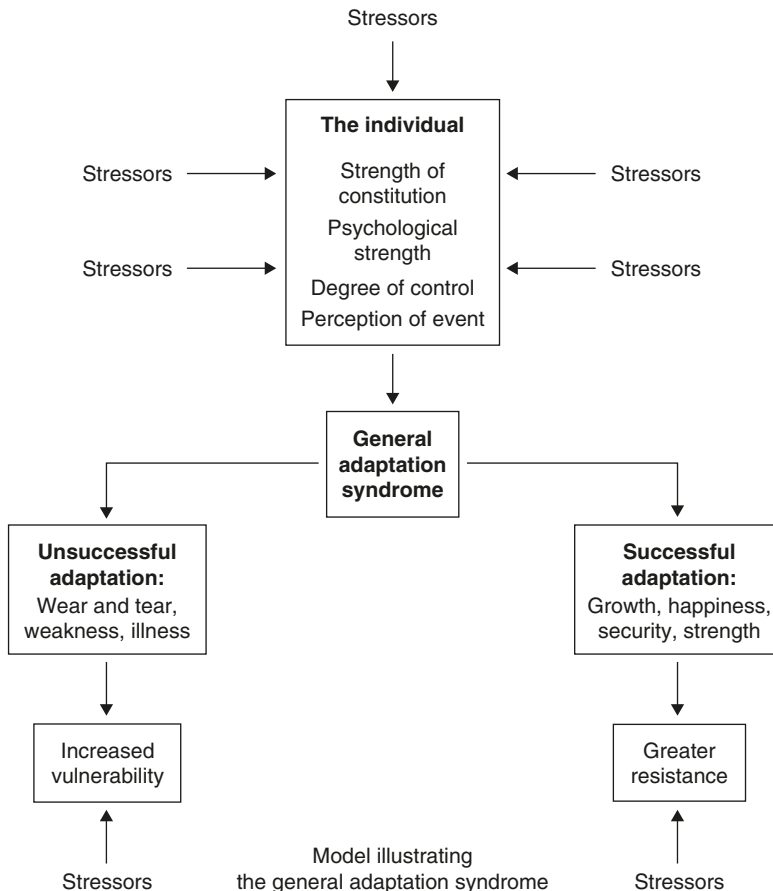 Stressors
The individual
Strength of
constitution
Psychological
strength
Degree of control
Perception of event
Stressors
Stressors
Stressors
Stressors
General
adaptation
syndrome
Unsuccessful
adaptation:
Wear and tear,
weakness, illness
Successful
adaptation:
Growth, happiness,
security, strength
Increased
vulnerability
Greater
resistance
Stressors
Model illustrating
the general adaptation syndrome
Stressors